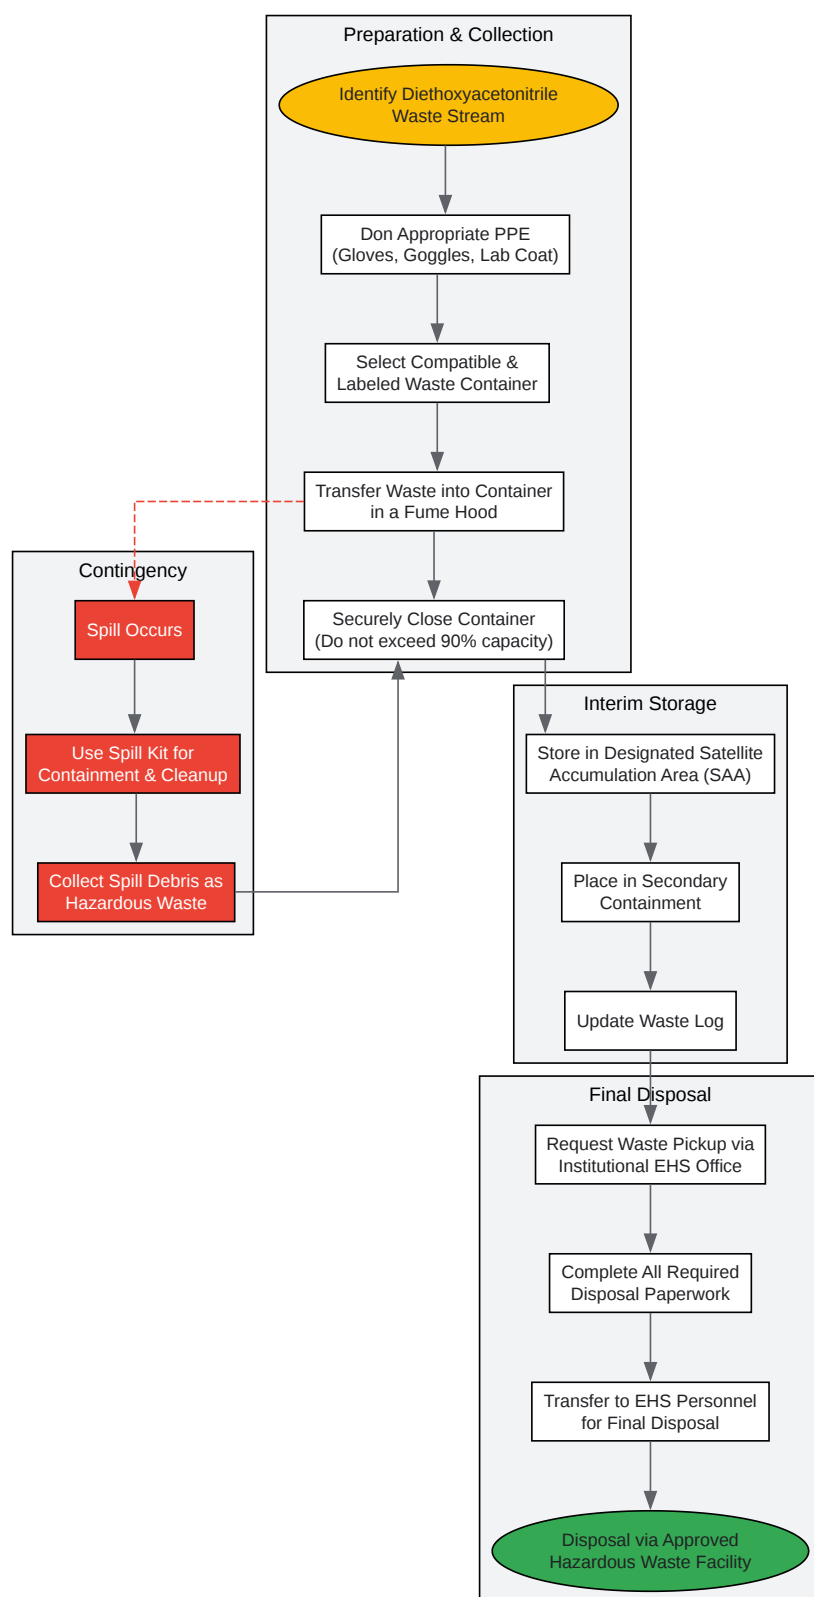 Preparation & Collection
Identify Diethoxyacetonitrile
Waste Stream
Don Appropriate PPE
(Gloves, Goggles, Lab Coat)
Select Compatible &
Labeled Waste Container
Transfer Waste into Container
in a Fume Hood
Securely Close Container
(Do not exceed 90% capacity)
Contingency
Spill Occurs
Use Spill Kit for
Containment & Cleanup
Collect Spill Debris as
Hazardous Waste
Interim Storage
Store in Designated Satellite
Accumulation Area (SAA)
Place in Secondary
Containment
Update Waste Log
Final Disposal
Request Waste Pickup via
Institutional EHS Office
Complete All Required
Disposal Paperwork
Transfer to EHS Personnel
for Final Disposal
Disposal via Approved
Hazardous Waste Facility